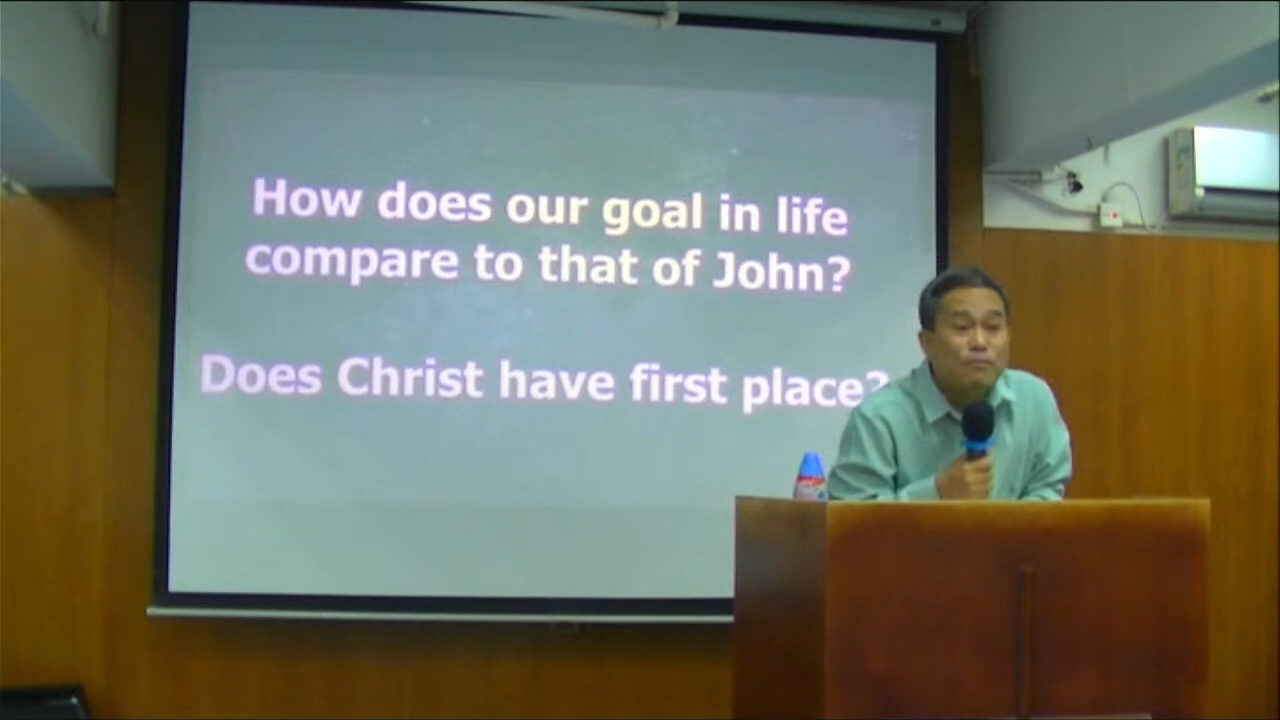 How does our goal in life
compare to that of John?
Does Christ have first place?